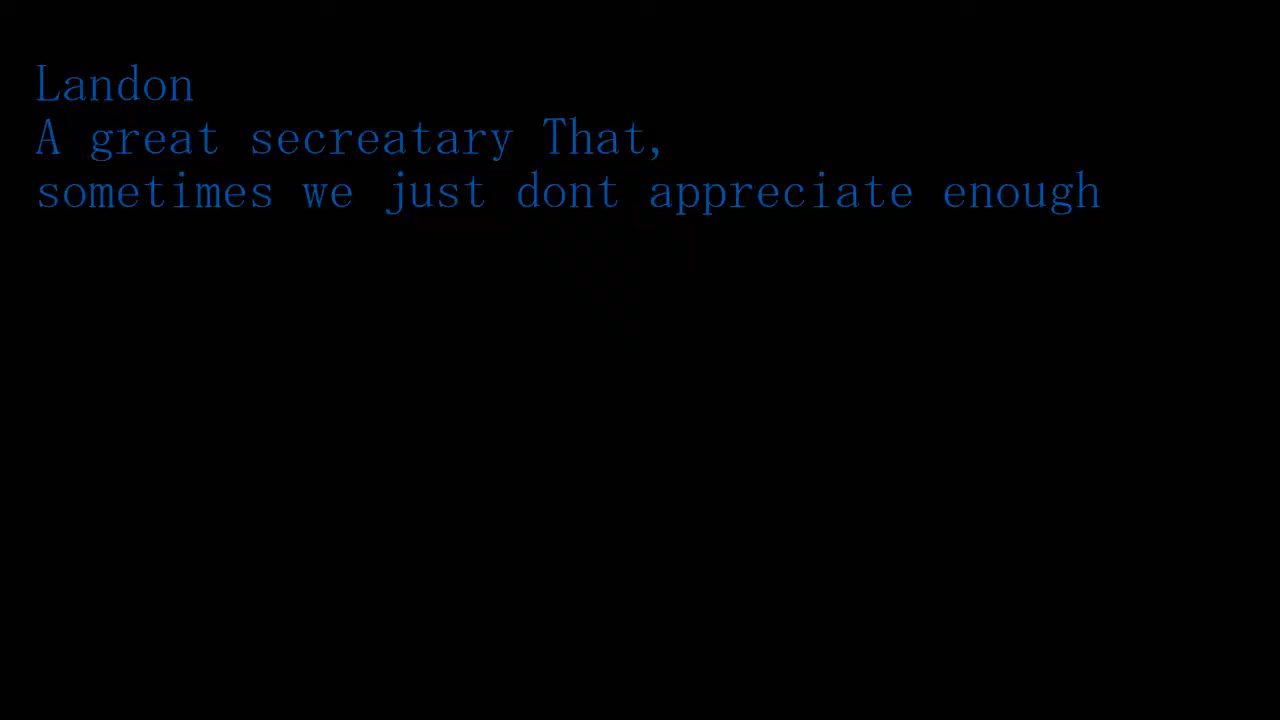 Landon
A great secreatary That,
sometimes we just dont appreciate enough